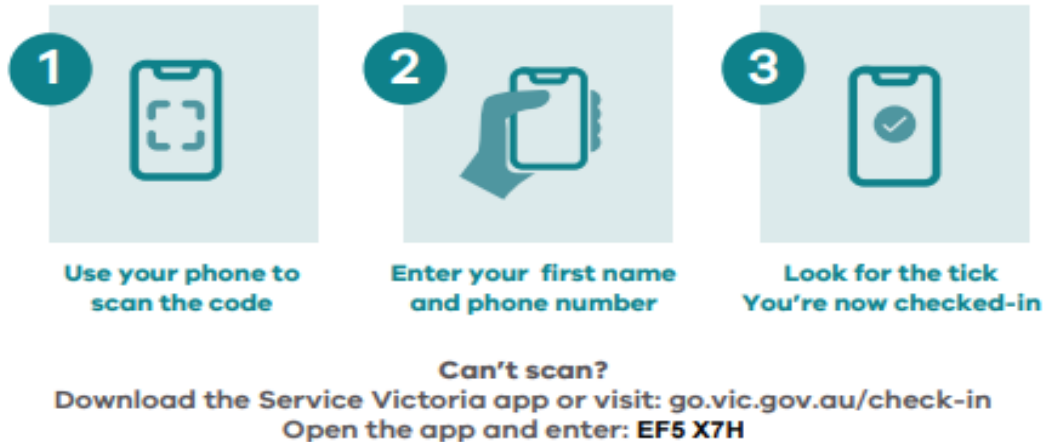 1
2
3
Use your phone to
scan the code
Enter your first name
and phone number
Look for the tick
You're now checked-in
Can't scan?
Download the Service Victoria app or visit: go.vic.gov.au/check-in
Open the app and enter: EF5 X7H